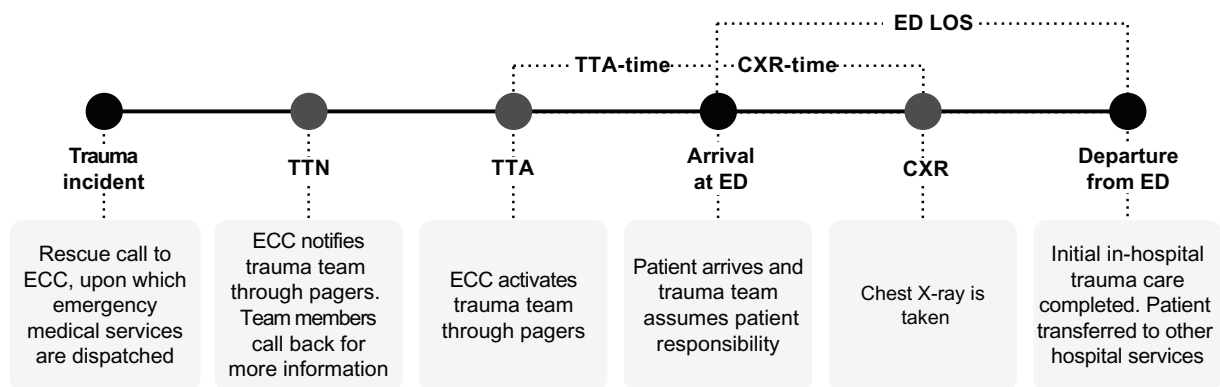 ED LOS
TTA-time
CXR-time
Trauma
incident
TTN
TTA
Arrival
at ED
CXR
Departure
from ED
Rescue call to
ECC, upon which
emergency
medical services
are dispatched
ECC notifies
trauma team
through pagers.
Team members
call back for
more information
ECC activates
trauma team
through pagers
Patient arrives and
trauma team
assumes patient
responsibility
Chest X-ray is
taken
Initial in-hospital
trauma care
completed. Patient
transferred to other
hospital services